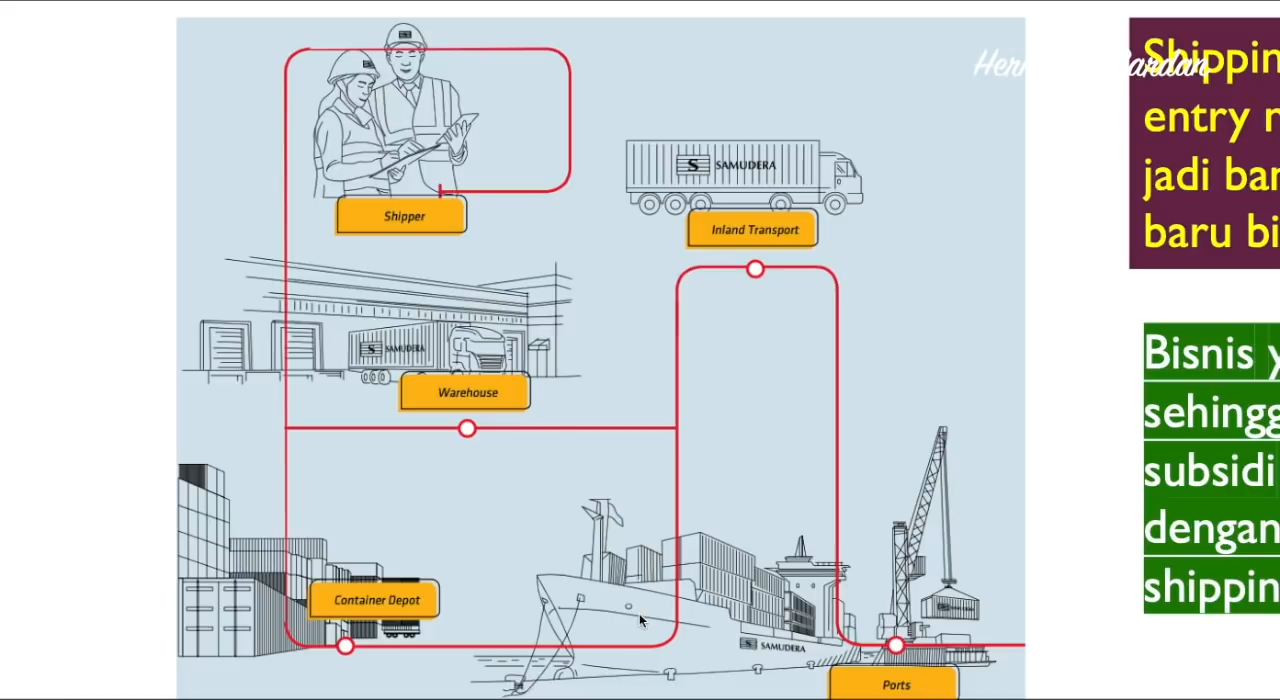 Shipper
SAMUDERA
Inland Transport
SAMUDERA
Warehouse
Container Depot
SAMUDERA
Ports
Shippin
entry
jadi bar
baru bi
Bisnis y
sehingg
subsidi
dengan
shippin